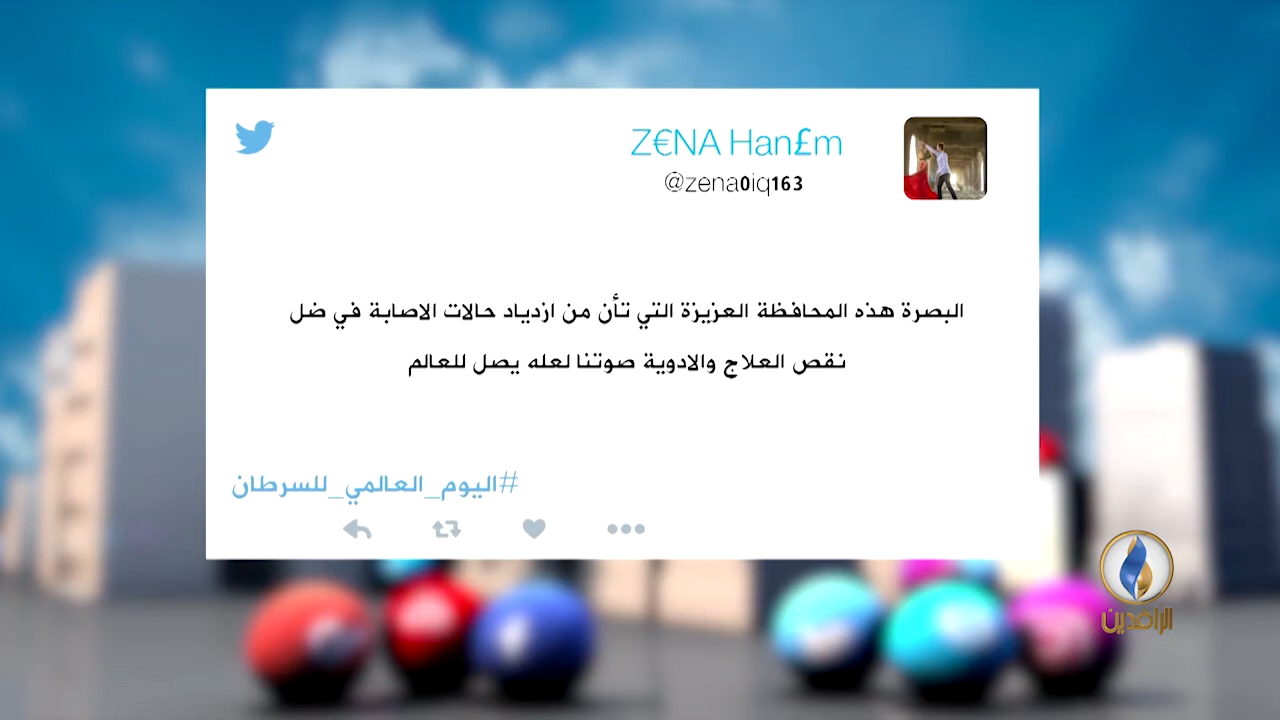 Z€NA Han£m
@zena0iq163
البصرة هذه المحافظة العزيزة التي تأن من ازدياد حالات الاصابة في ضل
نقص العلاج والادوية صوتنا لعله يصل للعالم
#اليوم_العالمي_للسرطان
الرافدين